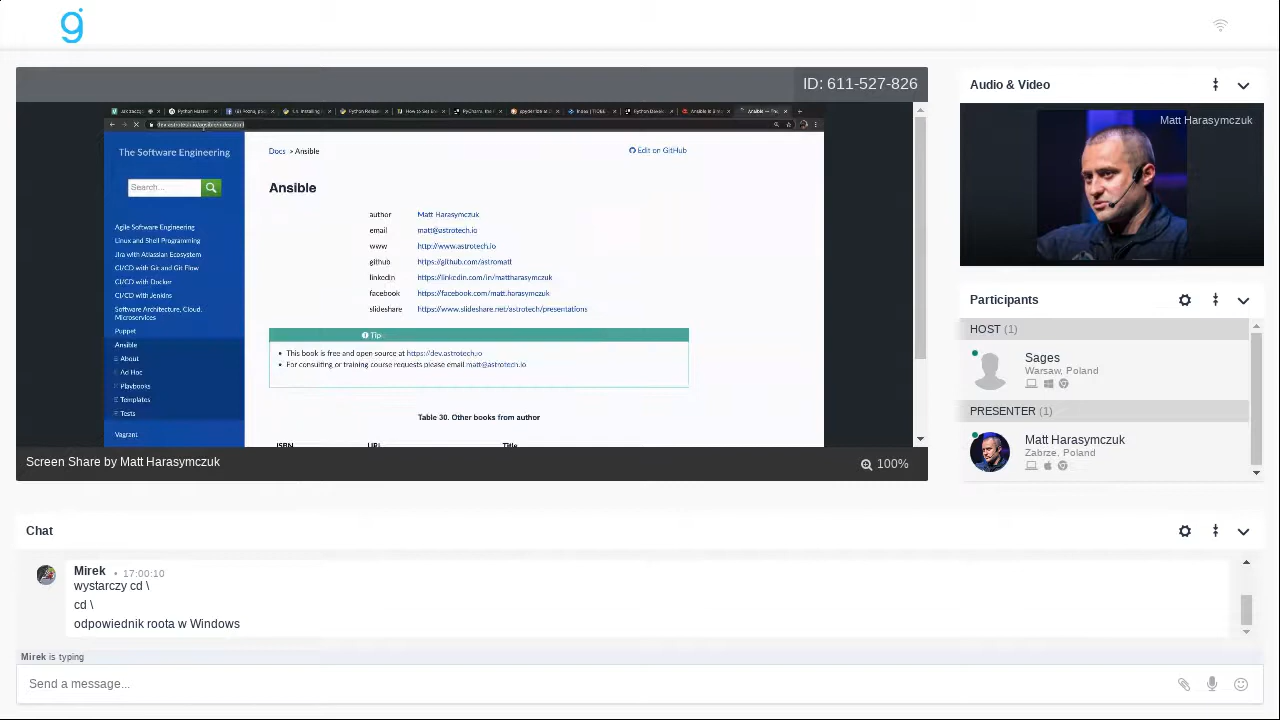 g
ID: 611-527-826
Python Master
The Software Engineering
Search...
Agile Software Engineering
Linux and Shell Programming
Jira with Atlassian Ecosystem
CI/CD with Git and Git Flow
CI/CD with Docker
CI/CD with Jenkins
Software Architecture, Cloud,
Microservices
Puppet
Ansible
About
Ad Hoc
Playbooks
Templates
Tests
Vagrant
Docs > Ansible
Edit on GitHub
Ansible
author Matt Harasymczuk
email matt@astrotech.io
www http://www.astrotech.io
github https://github.com/astromatt
linkedin https://linkedin.com/in/mattharasymczuk
facebook https://facebook.com/matt.harasymczuk
slideshare https://www.slideshare.net/astrotech/presentations
Tip
• This book is free and open source at https://dev.astrotech.io
• For consulting or training course requests please email matt@astrotech.io
Table 30. Other books from author
ISBN URL Title
Screen Share by Matt Harasymczuk
100%
Audio & Video
Matt Harasymczuk
Participants
HOST (1)
Sages
Warsaw, Poland
PRESENTER (1)
Matt Harasymczuk
Zabrze, Poland
Chat
Mirek • 17:00:10
wystarczy cd \
cd \
odpowiednik roota w Windows
Mirek is typing
Send a message...